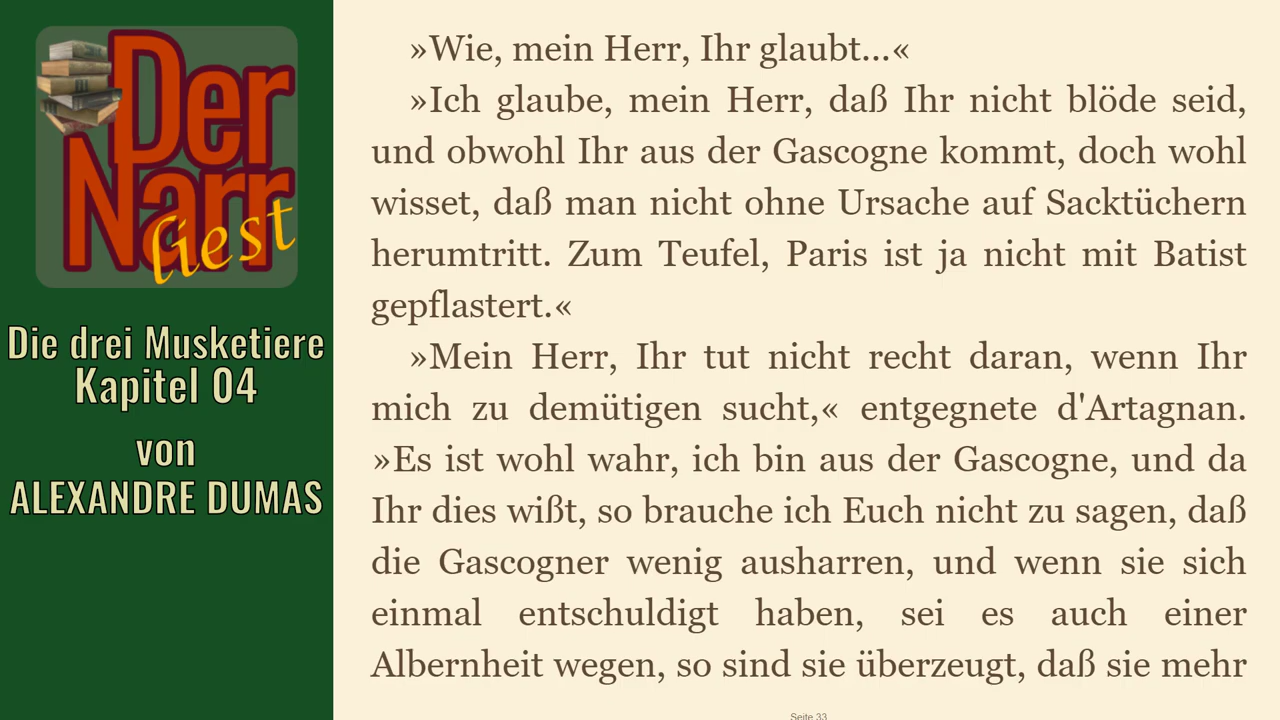 Der
Narr
liest
Die drei Musketiere
Kapitel 04
von
ALEXANDRE DUMAS
»Wie, mein Herr, Ihr glaubt...«
»Ich glaube, mein Herr, daß Ihr nicht blöde seid,
und obwohl Ihr aus der Gascogne kommt, doch wohl
wisset, daß man nicht ohne Ursache auf Sacktüchern
herumtritt. Zum Teufel, Paris ist ja nicht mit Batist
gepflastert.«
»Mein Herr, Ihr tut nicht recht daran, wenn Ihr
mich zu demütigen sucht,« entgegnete d'Artagnan.
»Es ist wohl wahr, ich bin aus der Gascogne, und da
Ihr dies wißt, so brauche ich Euch nicht zu sagen, daß
die Gascogner wenig ausharren, und wenn sie sich
einmal entschuldigt haben, sei es auch einer
Albernheit wegen, so sind sie überzeugt, daß sie mehr
Seite 33